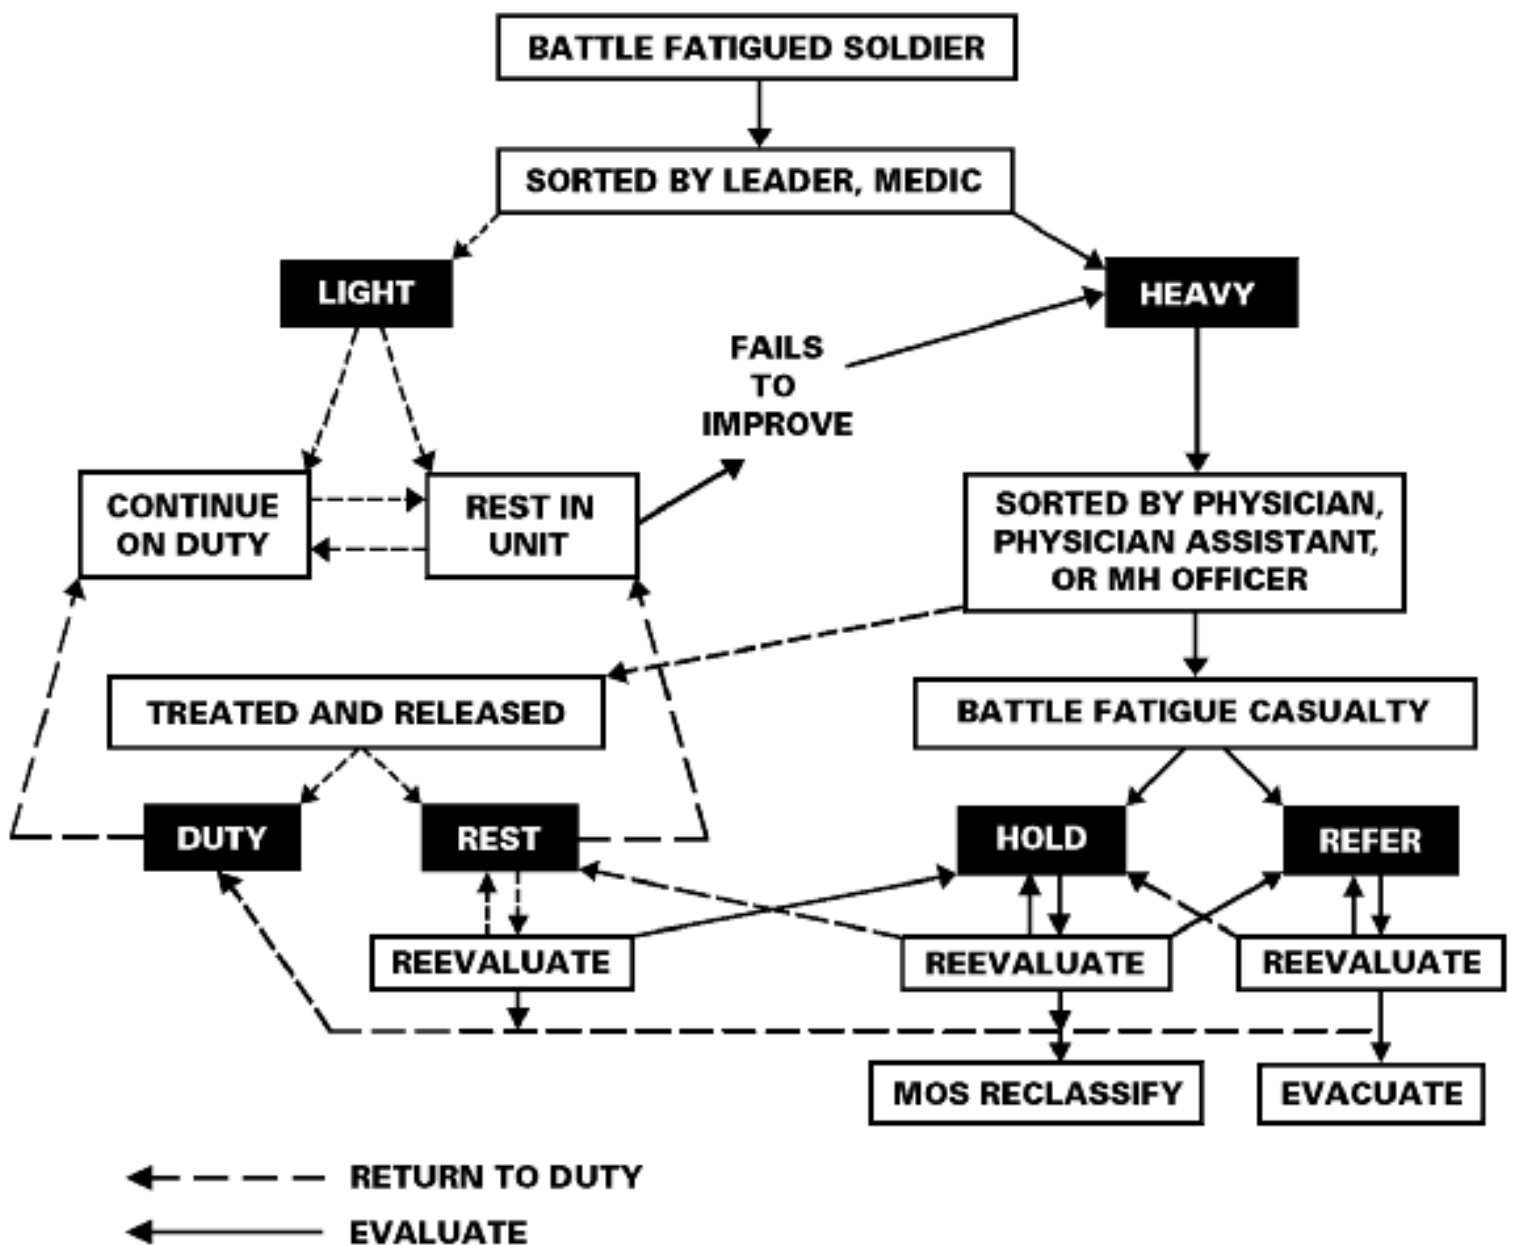 BATTLE FATIGUED SOLDIER
SORTED BY LEADER, MEDIC
LIGHT
HEAVY
FAILS
TO
IMPROVE
CONTINUE
ON DUTY
REST IN
UNIT
SORTED BY PHYSICIAN,
PHYSICIAN ASSISTANT,
OR MH OFFICER
TREATED AND RELEASED
BATTLE FATIGUE CASUALTY
DUTY
REST
HOLD
REFER
REEVALUATE
REEVALUATE
REEVALUATE
MOS RECLASSIFY
EVACUATE
RETURN TO DUTY
EVALUATE